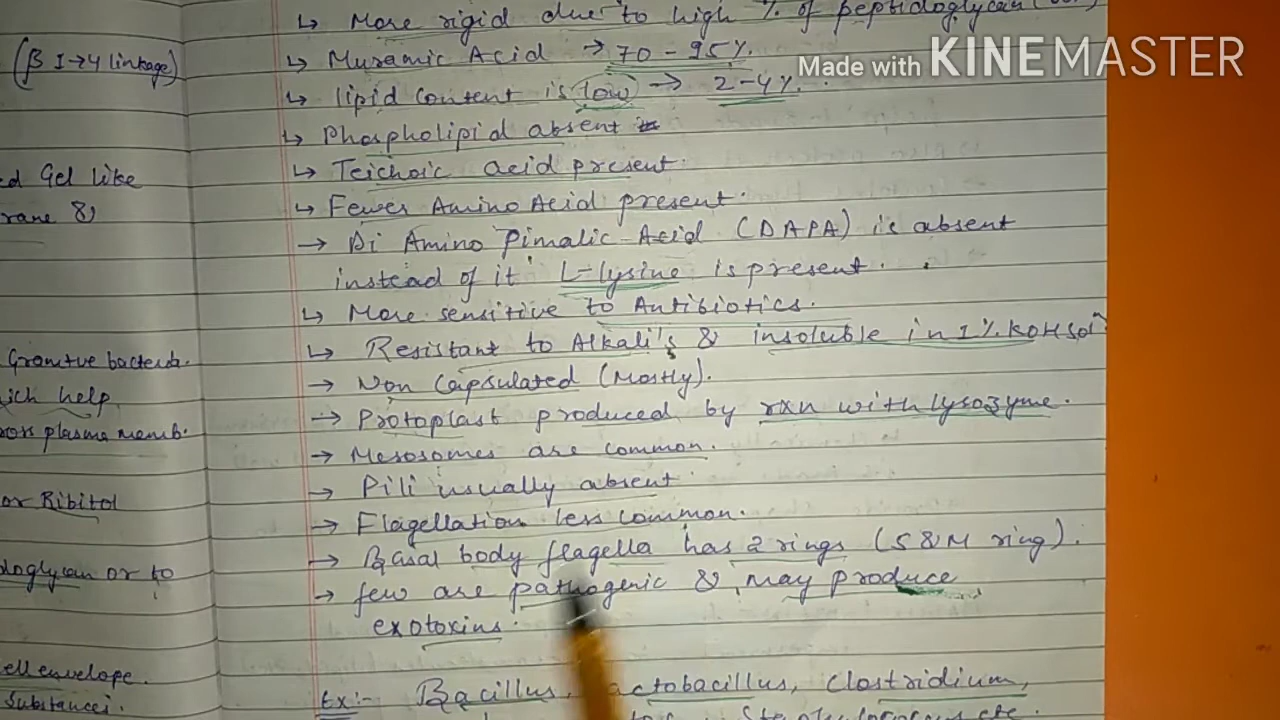 ↳ More rigid due to high % of peptidoglycan
↳ Muramic Acid → 70-95%.
↳ lipid content is low → 2-4%.
↳ Phospholipid absent
↳ Teichoic acid present.
↳ Fewer Amino Acid present.
→ Di Amino Pimalic-Acid (DAPA) is absent
instead of it L-lysine is present.
↳ More sensitive to Antibiotics.
↳ Resistant to Alkali's & insoluble in 1% KOH Solⁿ
→ Non Capsulated (Mostly).
→ Protoplast produced by rxn with lysozyme.
→ Mesosomes are common.
→ Pili usually absent.
→ Flagellation less common.
→ Basal body flagella has 2 rings (S & M ring).
→ few are pathogenic & may produce
exotoxins.
Ex:- Bacillus, actobacillus, Clostridium,
etc.
(β 1→4 linkage)
ed Gel like
rane &
Gram+ve bacteria.
ich help
ross plasma memb.
or Ribitol
doglycan or to
ell envelope.
Substances.
Made with KINEMASTER